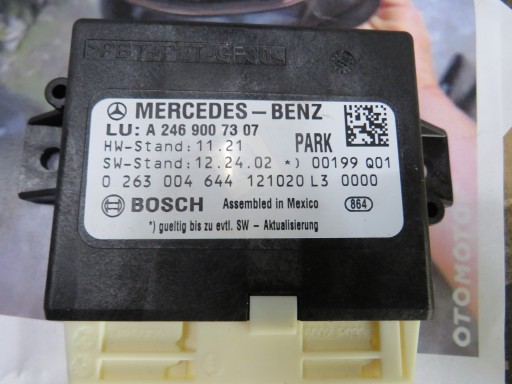 MERCEDES-BENZ
LU: A 246 900 73 07
HW-Stand: 11.21 PARK
SW-Stand: 12.24.02 *) 00199 Q01
0 263 004 644 121020 L3 0000
BOSCH Assembled in Mexico 864
*) gueltig bis zu evtl. SW - Aktualisierung
OTOMOTO